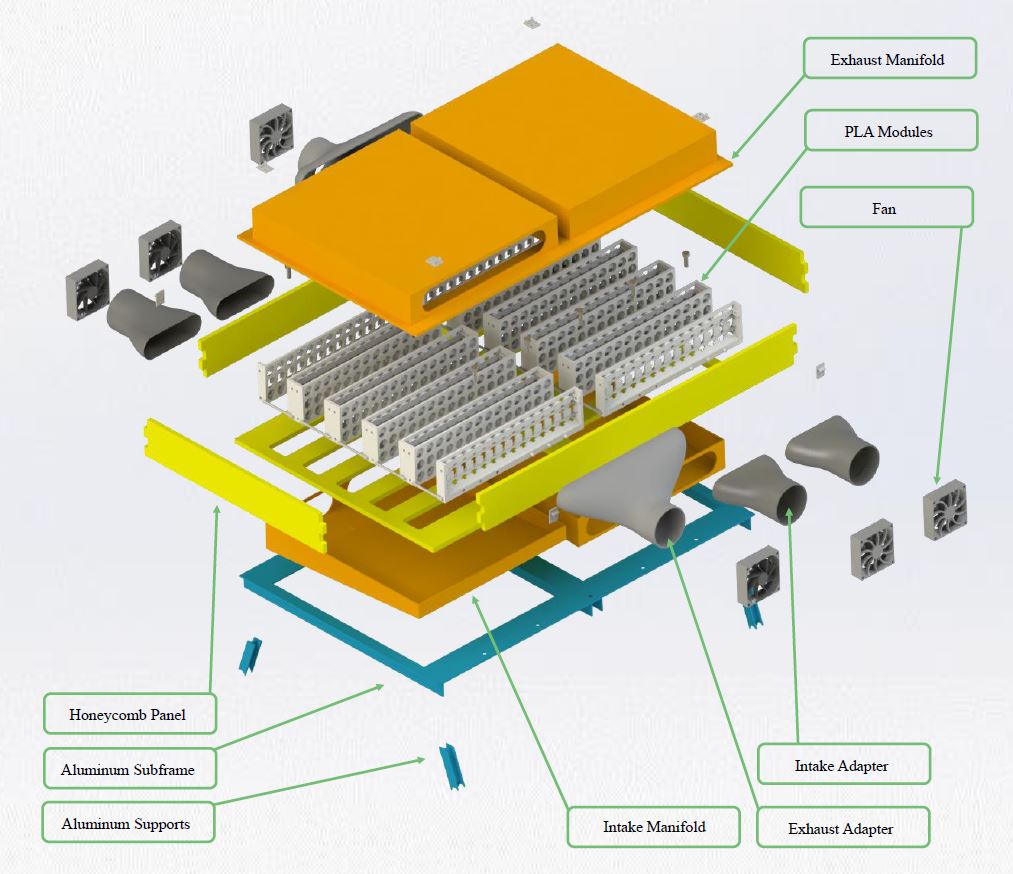 Exhaust Manifold
PLA Modules
Fan
Honeycomb Panel
Aluminum Subframe
Aluminum Supports
Intake Adapter
Intake Manifold
Exhaust Adapter